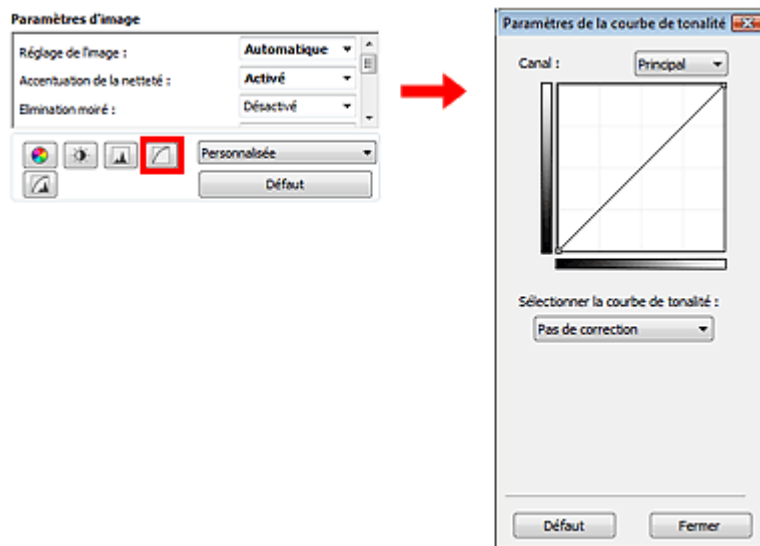 Paramètres d'image
Réglage de l'image : Automatique
Accentuation de la netteté : Activé
Elimination moiré : Désactivé
Personnalisée
Défaut
Paramètres de la courbe de tonalité
Canal : Principal
Sélectionner la courbe de tonalité :
Pas de correction
Défaut Fermer